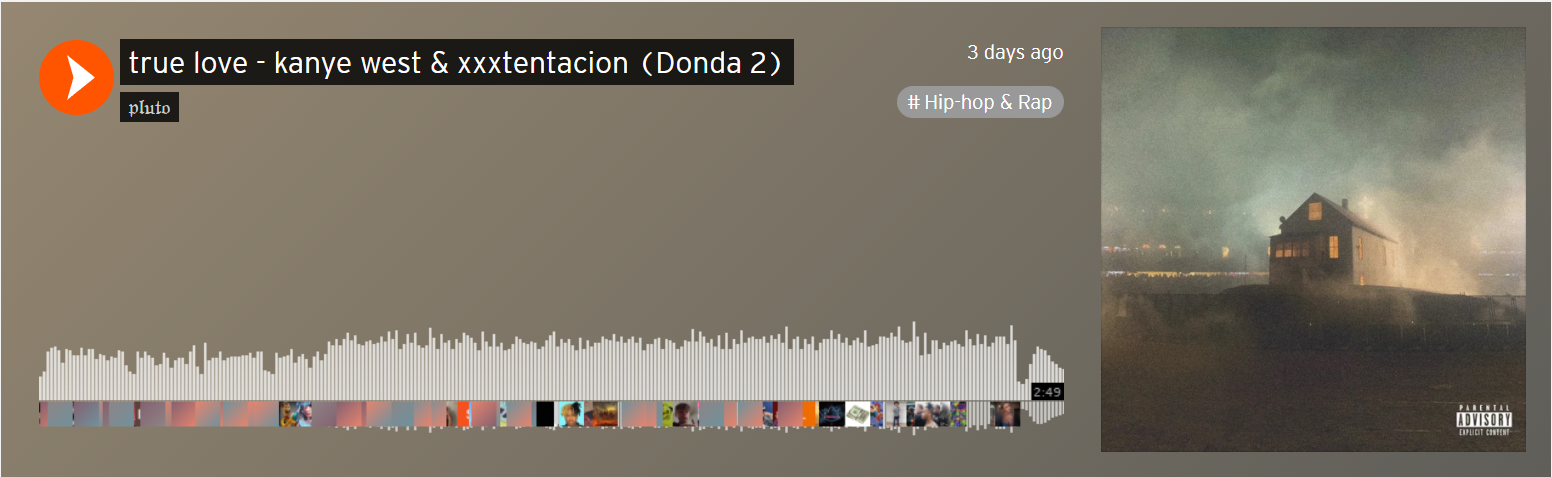 true love - kanye west & xxxtentacion (Donda 2)
3 days ago
pluto
# Hip-hop & Rap
2:49
PARENTAL
ADVISORY
EXPLICIT CONTENT